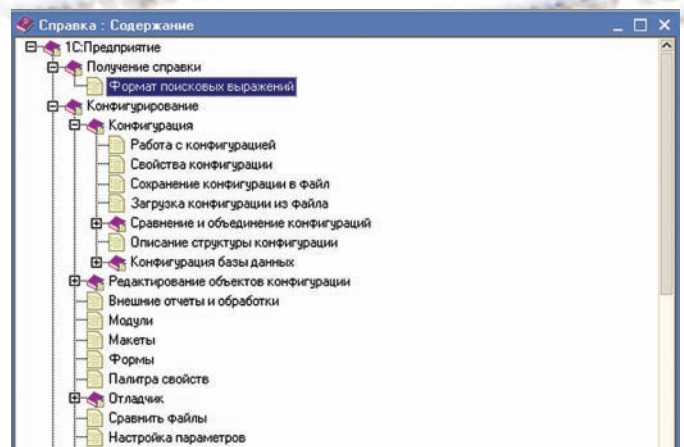 Справка : Содержание
1С:Предприятие
Получение справки
Формат поисковых выражений
Конфигурирование
Конфигурация
Работа с конфигурацией
Свойства конфигурации
Сохранение конфигурации в файл
Загрузка конфигурации из файла
Сравнение и объединение конфигураций
Описание структуры конфигурации
Конфигурация базы данных
Редактирование объектов конфигурации
Внешние отчеты и обработки
Модули
Макеты
Формы
Палитра свойств
Отладчик
Сравнить файлы
Настройка параметров